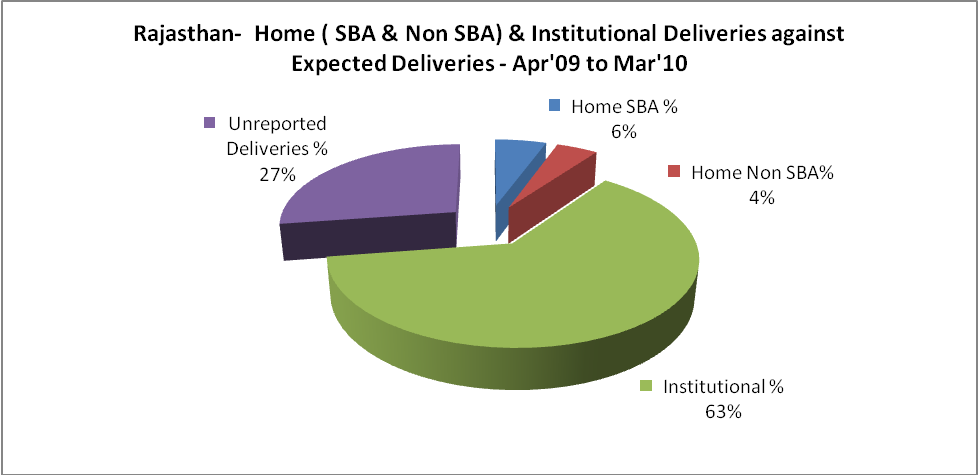 Rajasthan- Home ( SBA & Non SBA) & Institutional Deliveries against
Expected Deliveries - Apr'09 to Mar'10
Home SBA %
6%
Unreported
Deliveries %
27%
Home Non SBA%
4%
Institutional %
63%